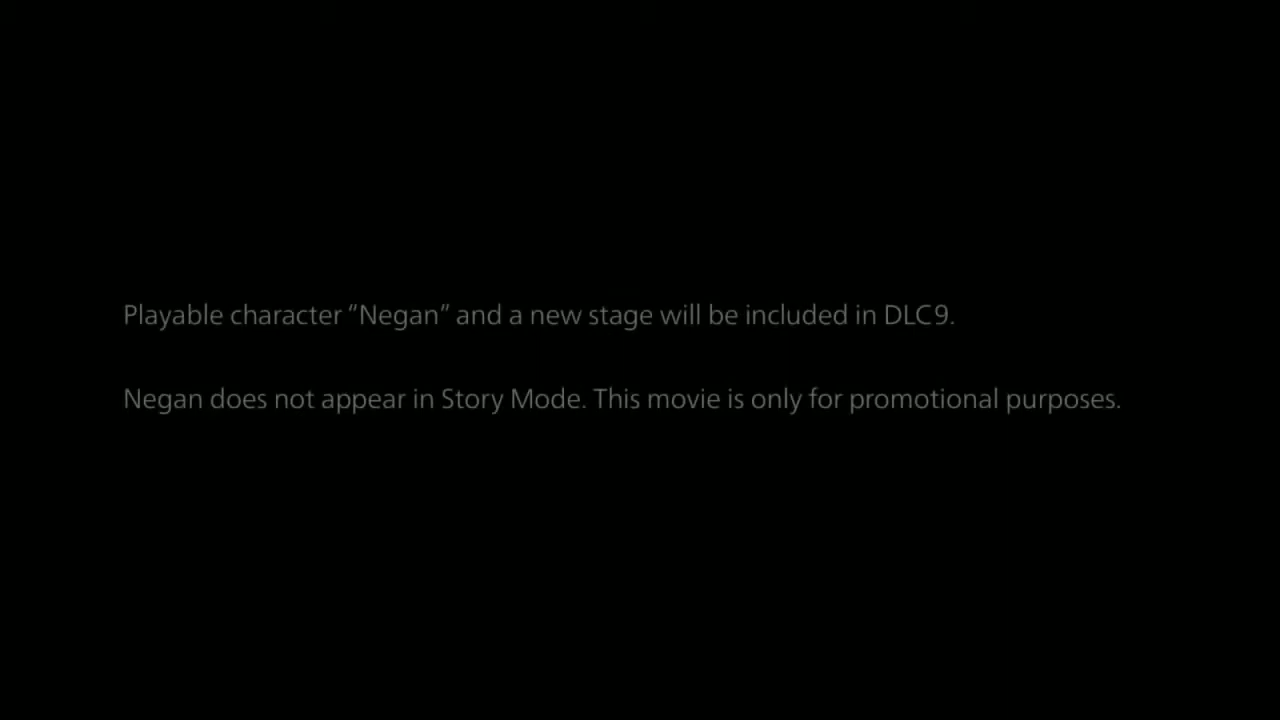 Playable character “Negan” and a new stage will be included in DLC9.
Negan does not appear in Story Mode. This movie is only for promotional purposes.